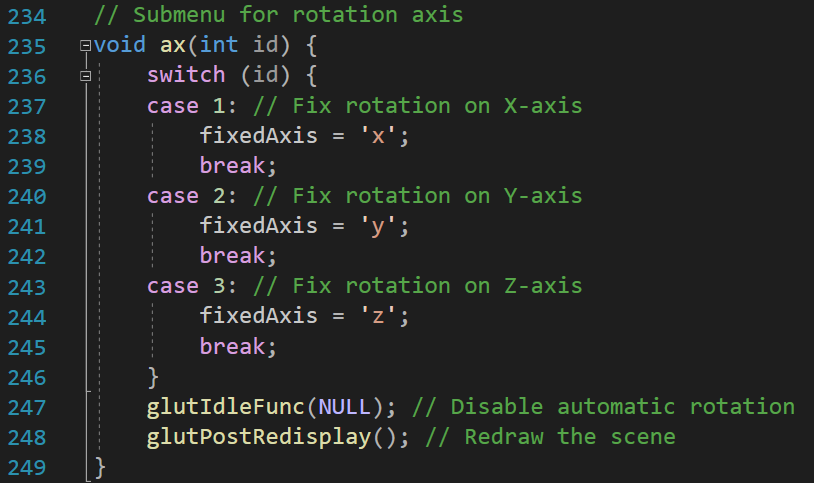 234 // Submenu for rotation axis
235 void ax(int id) {
236     switch (id) {
237     case 1: // Fix rotation on X-axis
238         fixedAxis = 'x';
239         break;
240     case 2: // Fix rotation on Y-axis
241         fixedAxis = 'y';
242         break;
243     case 3: // Fix rotation on Z-axis
244         fixedAxis = 'z';
245         break;
246     }
247     glutIdleFunc(NULL); // Disable automatic rotation
248     glutPostRedisplay(); // Redraw the scene
249 }